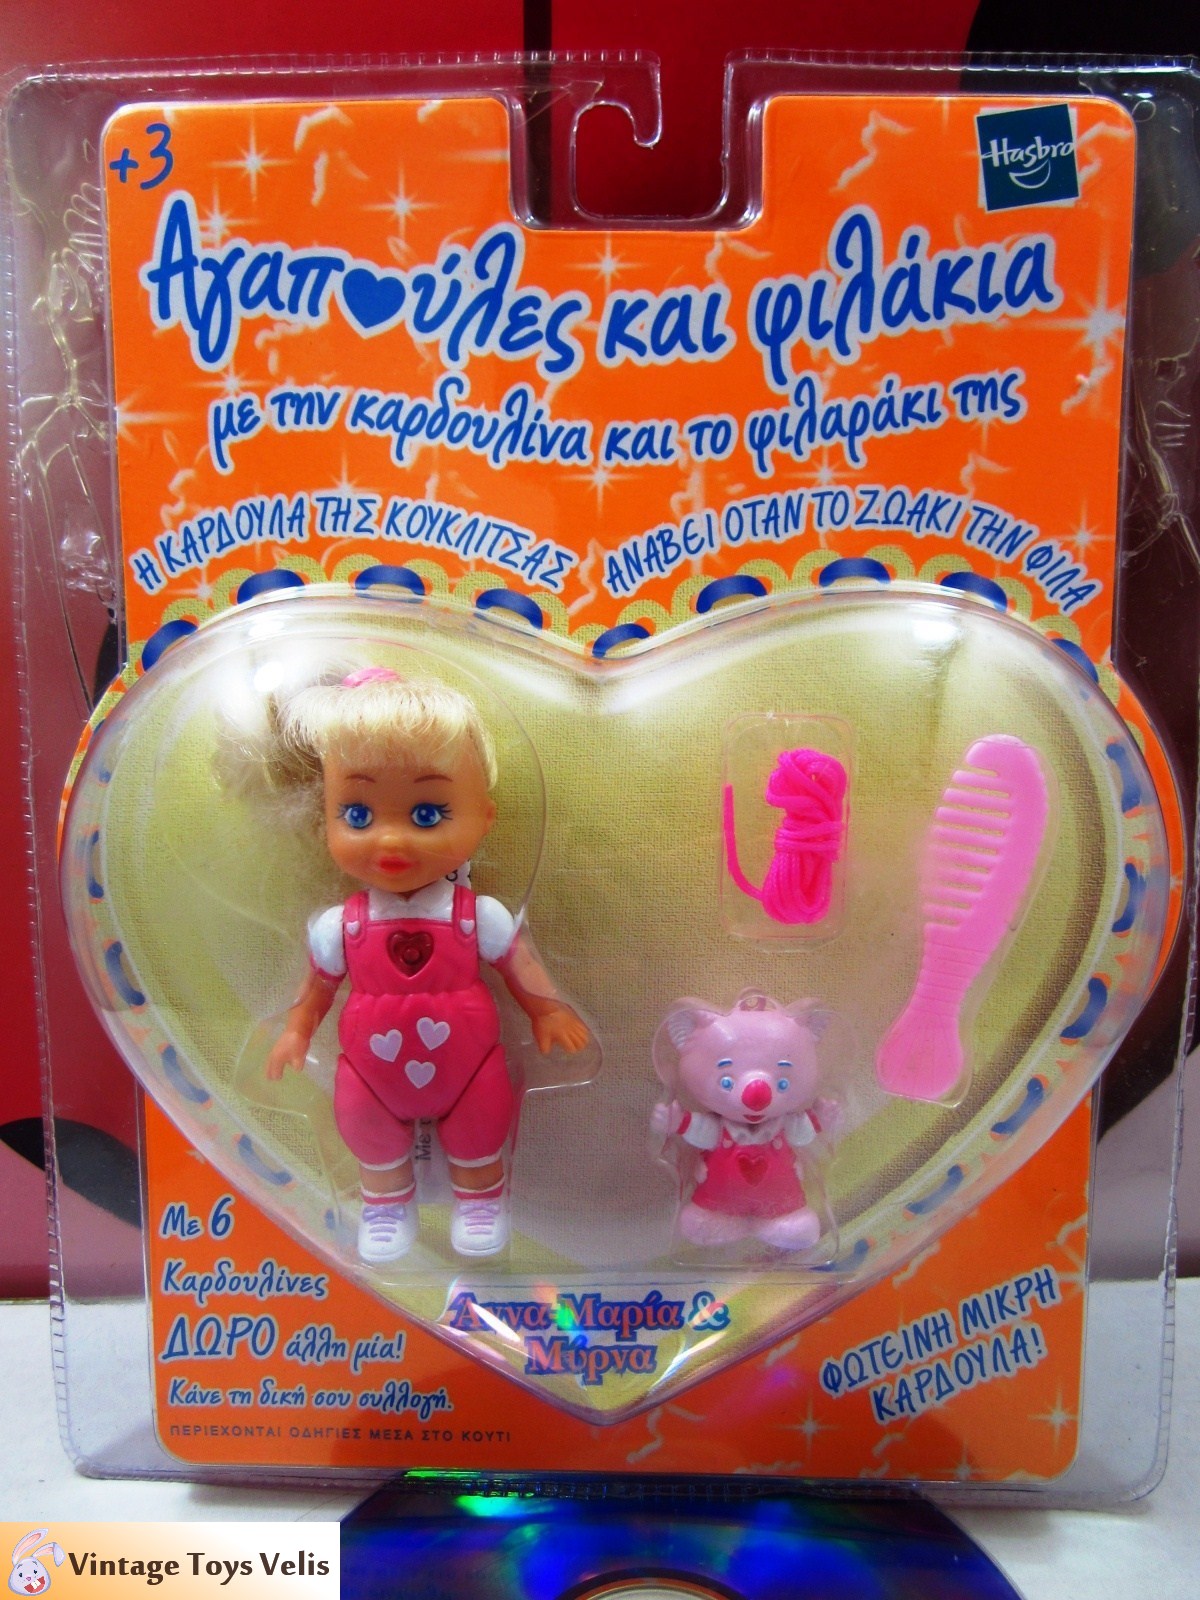 +3
Hasbro
Αγαπούλες και φιλάκια
με την καρδουλίνα και το φιλαράκι της
Η ΚΑΡΔΟΥΛΑ ΤΗΣ ΚΟΥΚΛΙΤΣΑΣ ΑΝΑΒΕΙ ΟΤΑΝ ΤΟ ΖΩΑΚΙ ΤΗΝ ΦΙΛΑ
Με 6
Καρδουλίνες
ΔΩΡΟ άλλη μία!
Κάνε τη δική σου συλλογή.
ΠΕΡΙΕΧΟΝΤΑΙ ΟΔΗΓΙΕΣ ΜΕΣΑ ΣΤΟ ΚΟΥΤΙ
Άννα-Μαρία &
Μύρνα
ΦΩΤΕΙΝΗ ΜΙΚΡΗ
ΚΑΡΔΟΥΛΑ!
Vintage Toys Velis